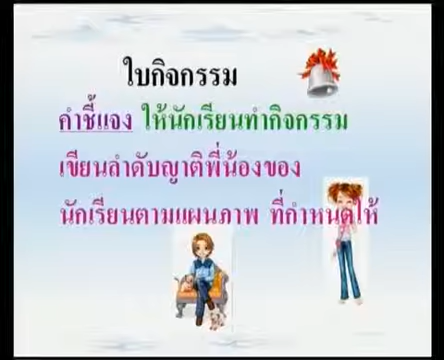 ใบกิจกรรม
คำชี้แจง ให้นักเรียนทำกิจกรรม
เขียนลำดับญาติพี่น้องของ
นักเรียนตามแผนภาพ ที่กำหนดให้